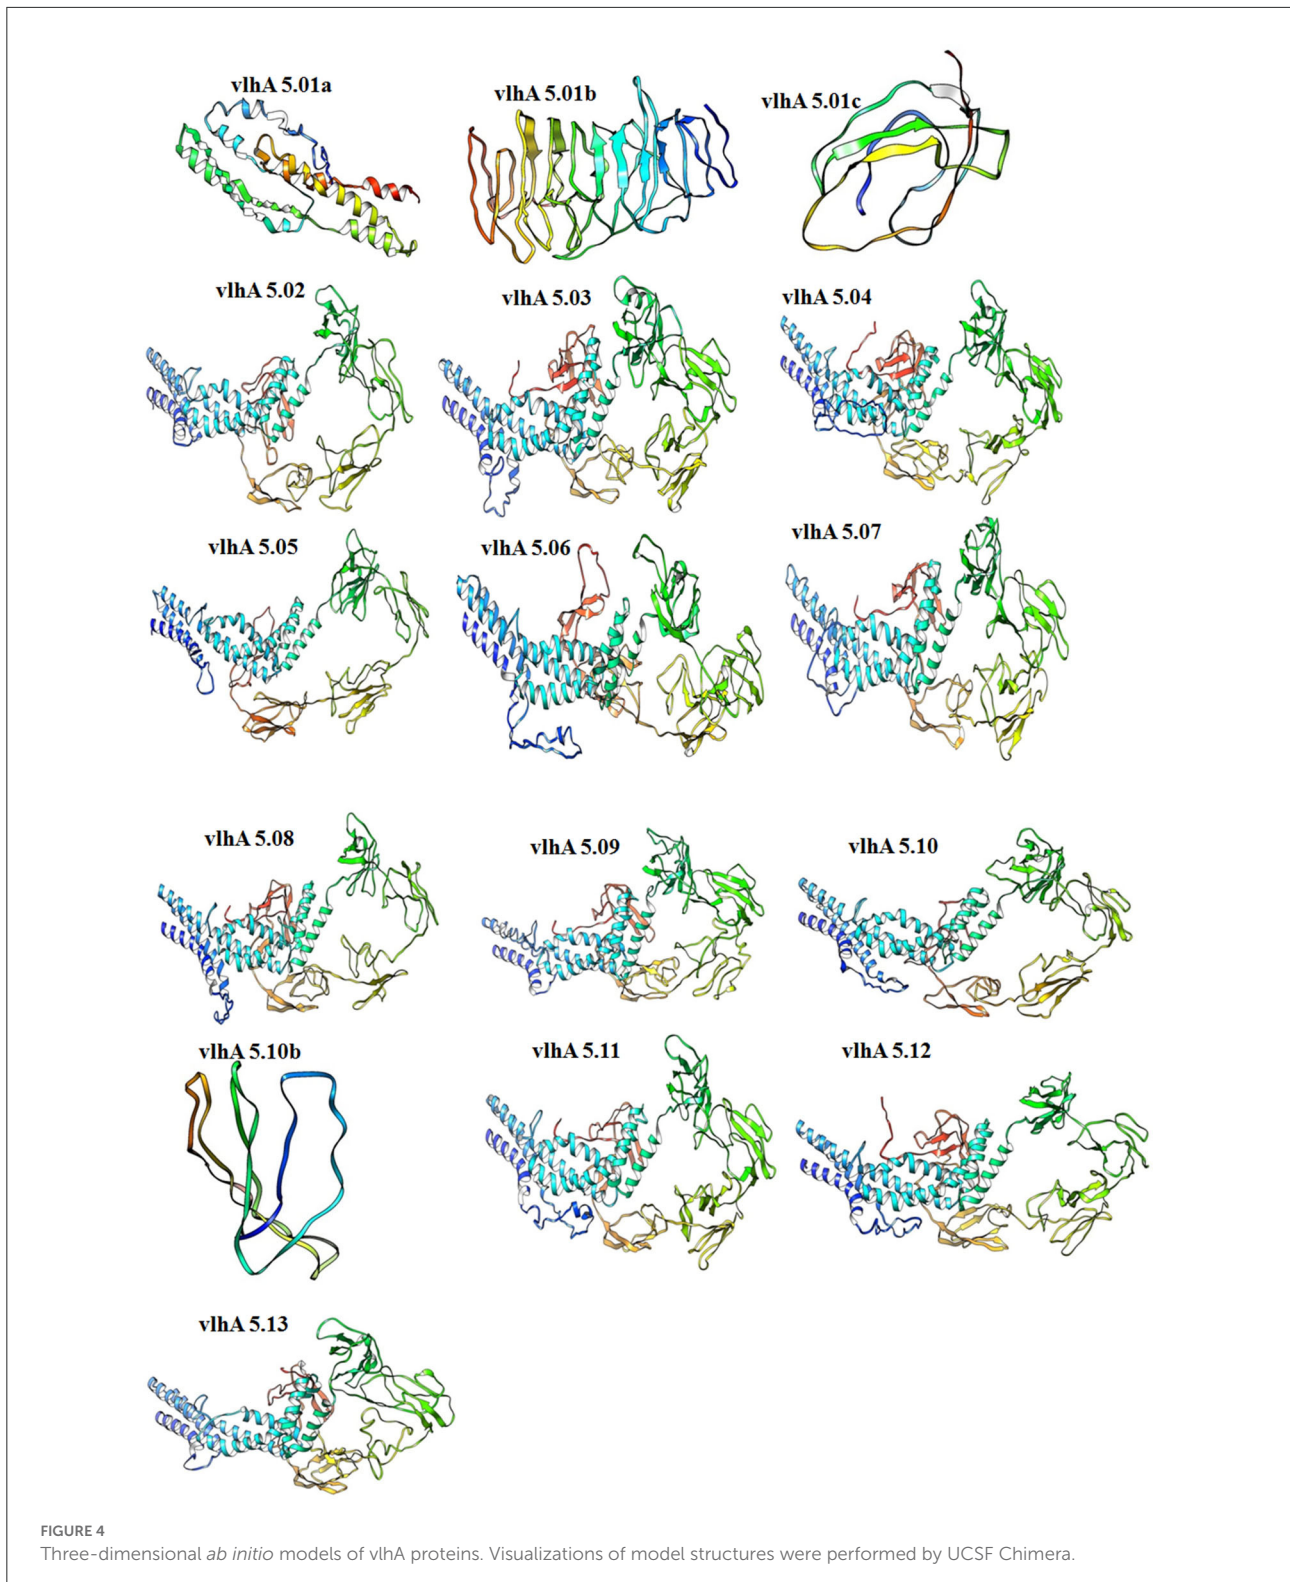 vlhA 5.01a
vlhA 5.01b
vlhA 5.01c
vlhA 5.02
vlhA 5.03
vlhA 5.04
vlhA 5.05
vlhA 5.06
vlhA 5.07
vlhA 5.08
vlhA 5.09
vlhA 5.10
vlhA 5.10b
vlhA 5.11
vlhA 5.12
vlhA 5.13
FIGURE 4
Three-dimensional ab initio models of vlhA proteins. Visualizations of model structures were performed by UCSF Chimera.